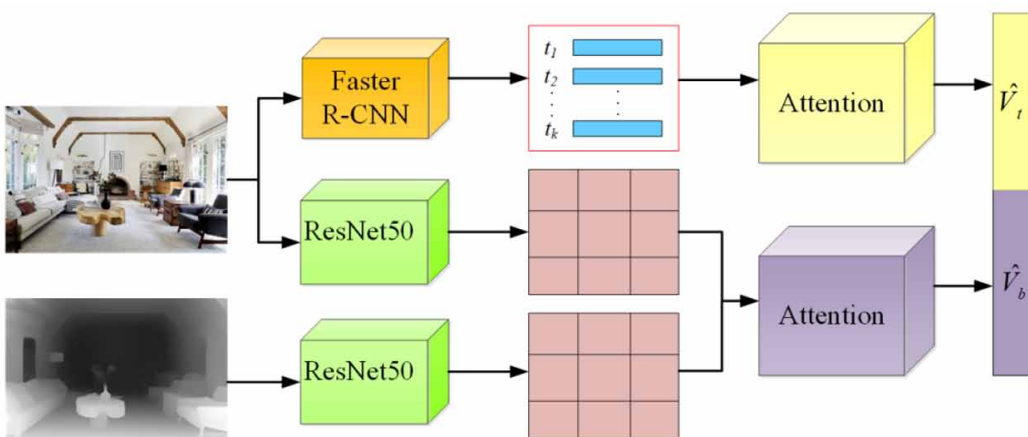 Faster
R-CNN
t1
t2
tk
Attention
V̂t
ResNet50
ResNet50
Attention
V̂b